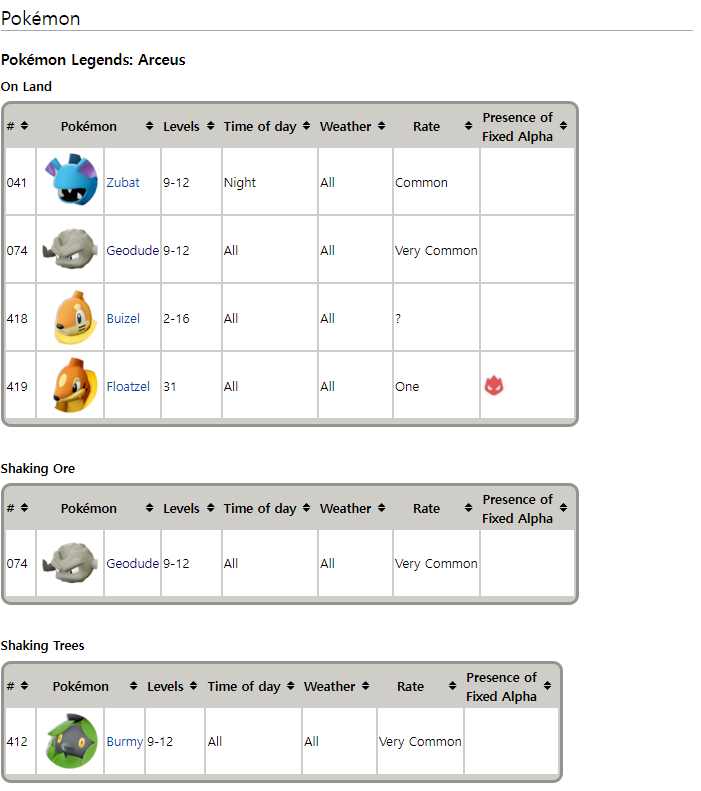 Pokémon
Pokémon Legends: Arceus
On Land
# Pokémon Levels Time of day Weather Rate Presence of Fixed Alpha
041 Zubat 9-12 Night All Common
074 Geodude 9-12 All All Very Common
418 Buizel 2-16 All All ?
419 Floatzel 31 All All One
Shaking Ore
# Pokémon Levels Time of day Weather Rate Presence of Fixed Alpha
074 Geodude 9-12 All All Very Common
Shaking Trees
# Pokémon Levels Time of day Weather Rate Presence of Fixed Alpha
412 Burmy 9-12 All All Very Common